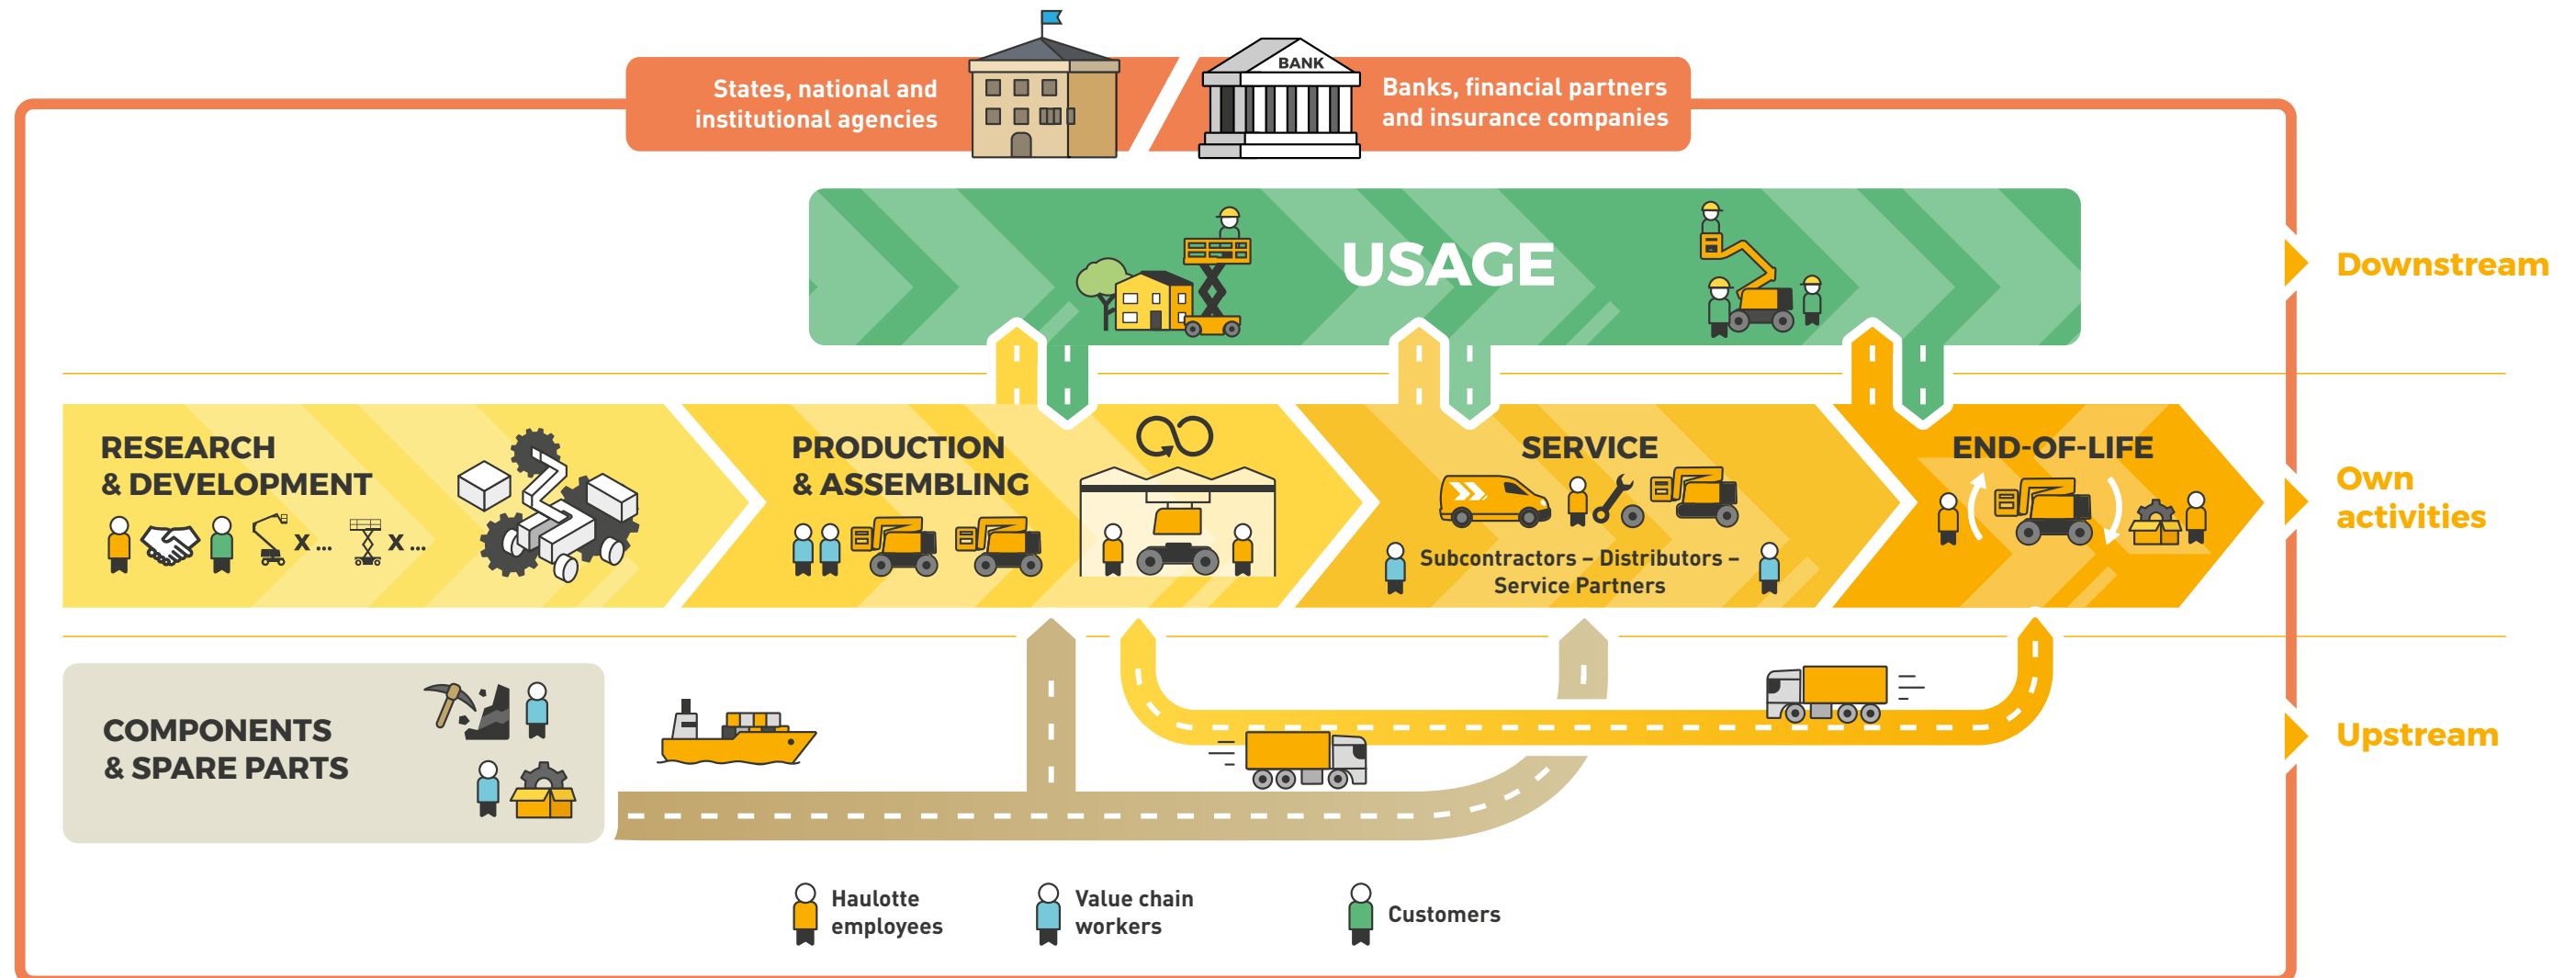 States, national and
institutional agencies
BANK
Banks, financial partners
and insurance companies
USAGE
Downstream
RESEARCH
& DEVELOPMENT
x ...
x ...
PRODUCTION
& ASSEMBLING
SERVICE
Subcontractors – Distributors –
Service Partners
END-OF-LIFE
Own
activities
COMPONENTS
& SPARE PARTS
Upstream
Haulotte
employees
Value chain
workers
Customers